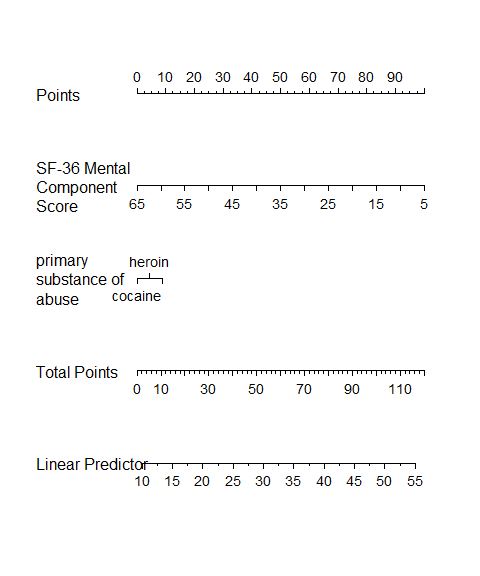 0 10 20 30 40 50 60 70 80 90
Points
SF-36 Mental
Component
Score
65 55 45 35 25 15 5
primary
substance of
abuse
heroin
cocaine
Total Points
0 10 30 50 70 90 110
Linear Predictor
10 15 20 25 30 35 40 45 50 55